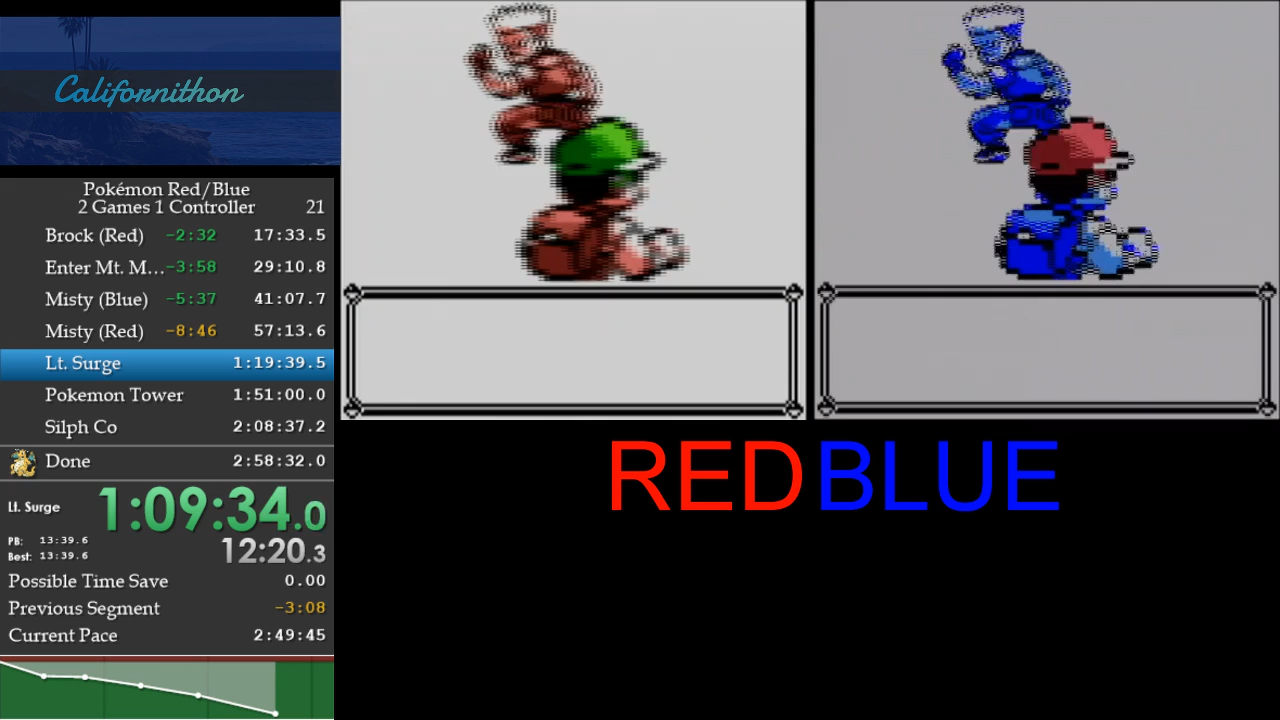 Californithon
Pokémon Red/Blue
2 Games 1 Controller 21
Brock (Red) -2:32 17:33.5
Enter Mt. M... -3:58 29:10.8
Misty (Blue) -5:37 41:07.7
Misty (Red) -8:46 57:13.6
Lt. Surge 1:19:39.5
Pokemon Tower 1:51:00.0
Silph Co 2:08:37.2
Done 2:58:32.0
Lt. Surge 1:09:34.0
PB: 13:39.6
Best: 13:39.6 12:20.3
Possible Time Save 0.00
Previous Segment -3:08
Current Pace 2:49:45
RED BLUE